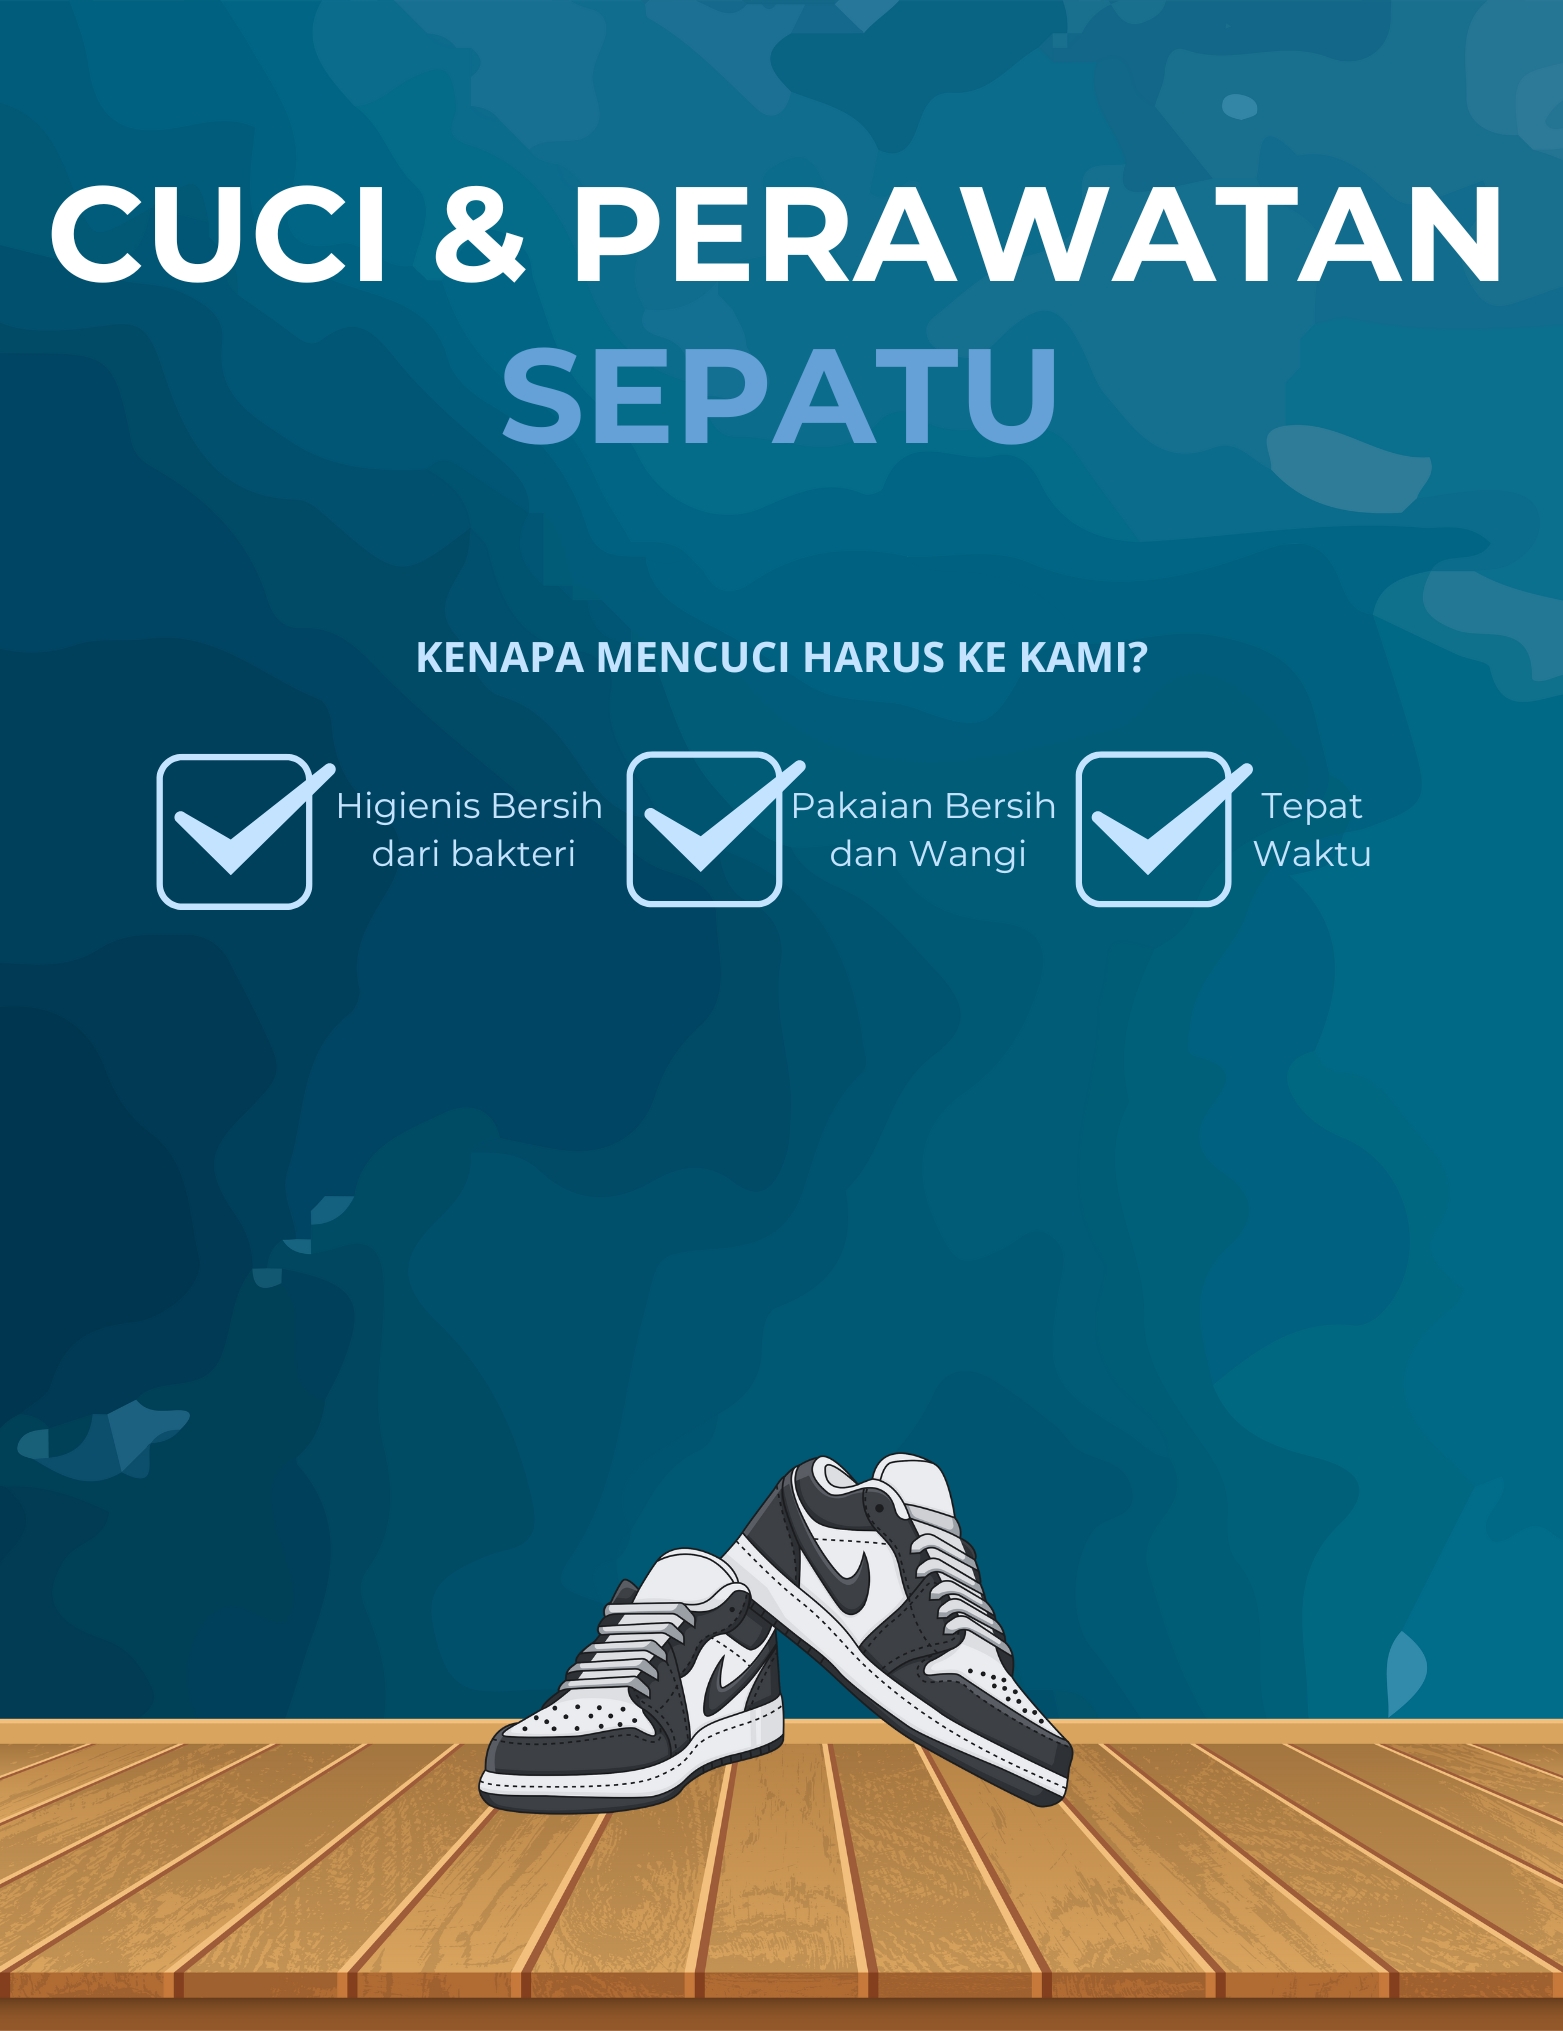 CUCI & PERAWATAN
SEPATU
KENAPA MENCUCI HARUS KE KAMI?
Higienis Bersih
dari bakteri
Pakaian Bersih
dan Wangi
Tepat
Waktu